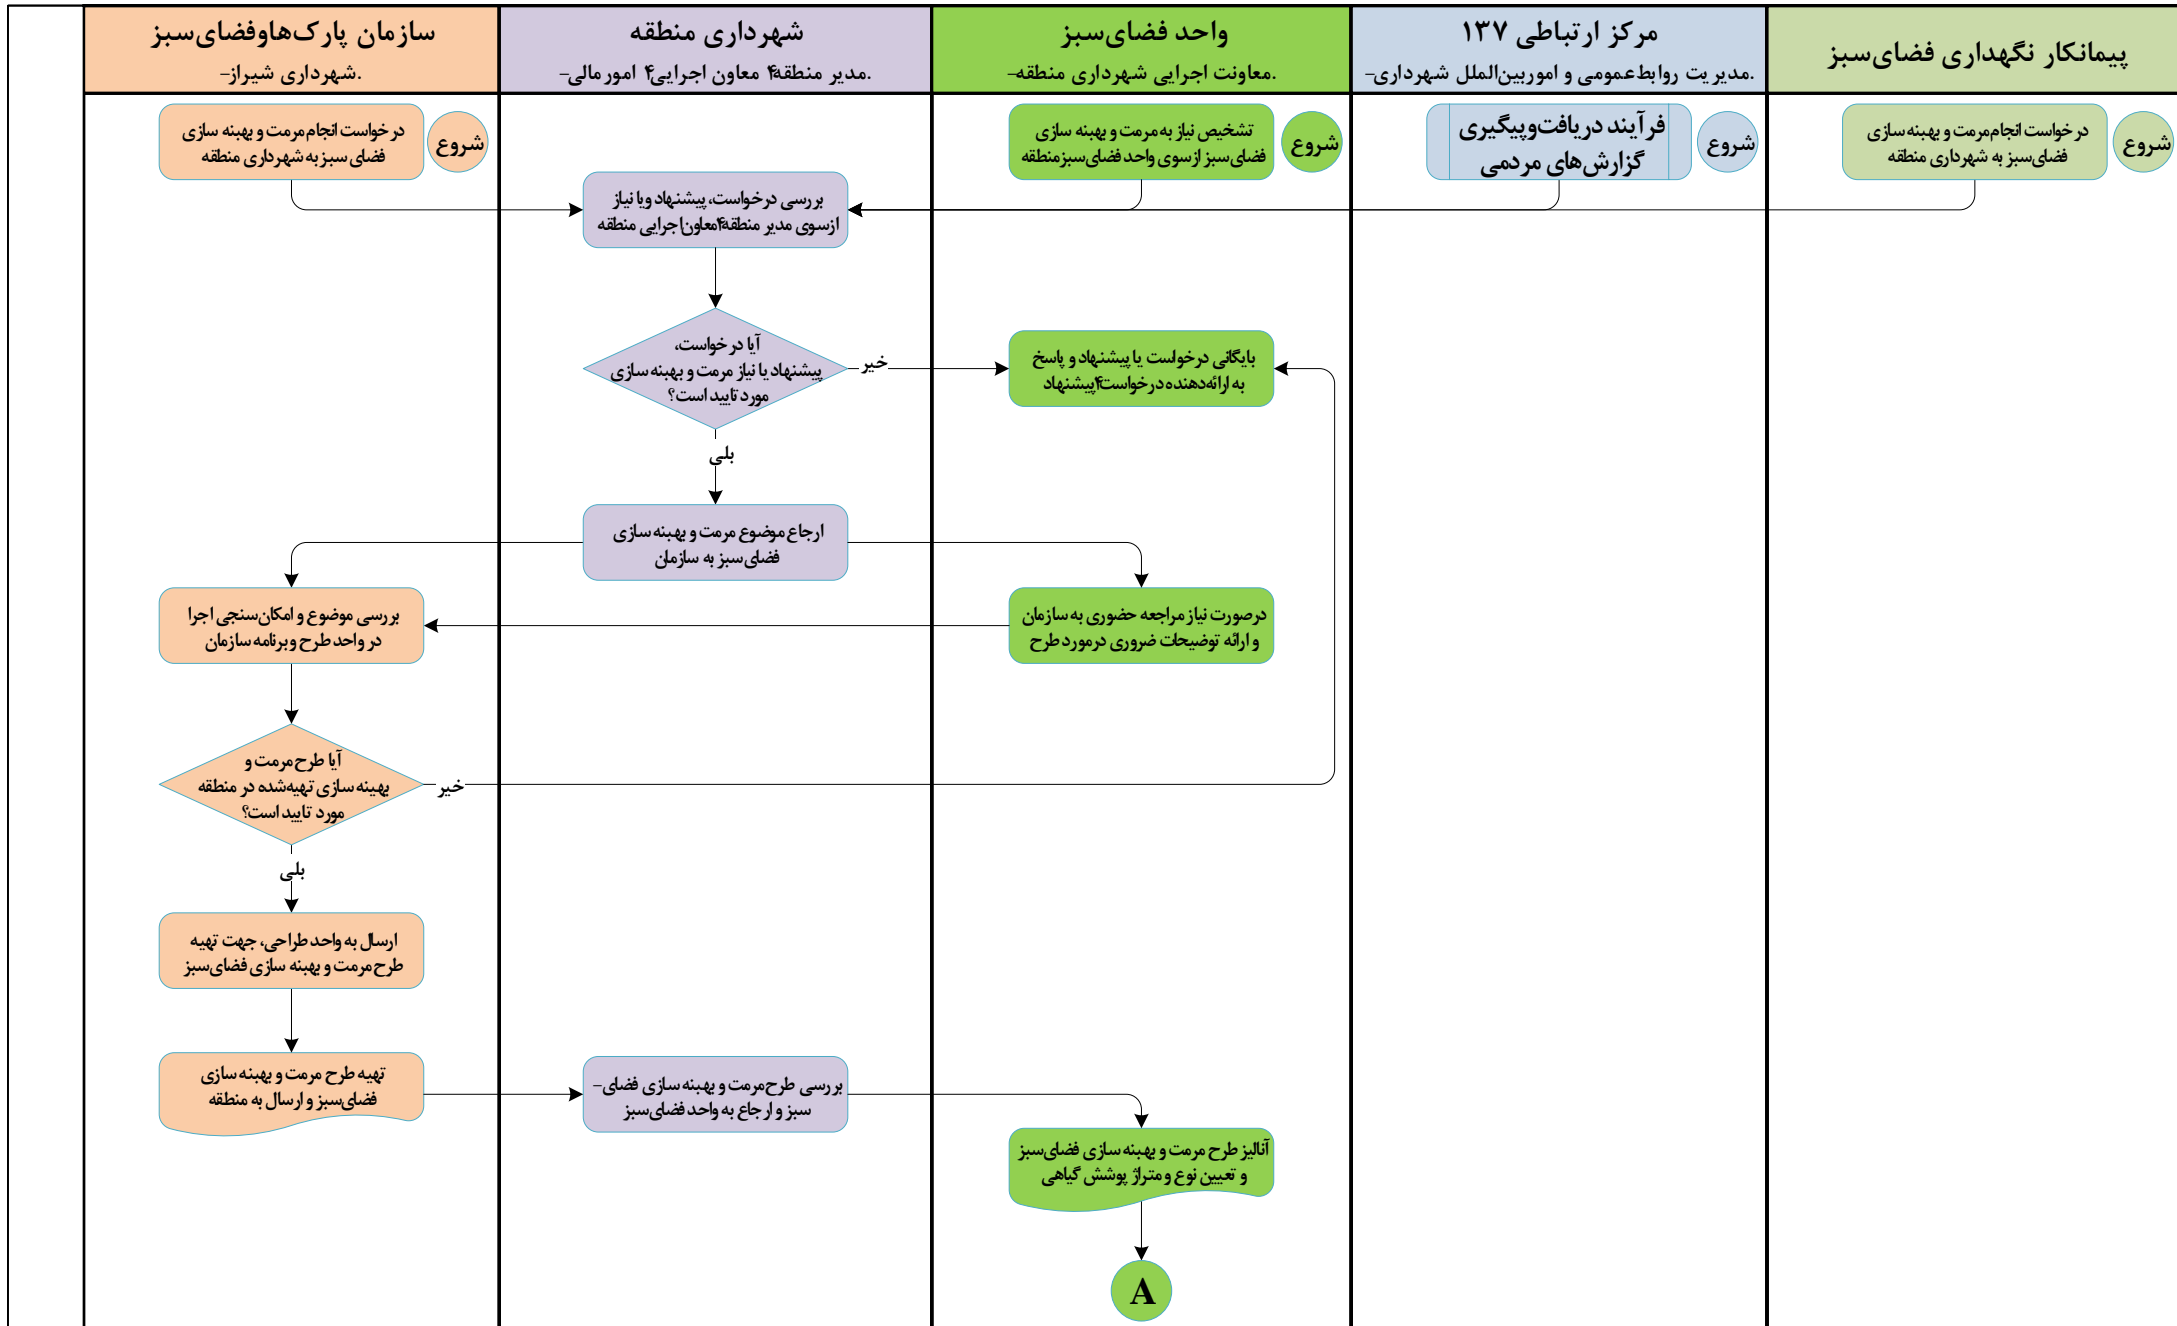 پیمانکار نگهداری فضای‌سبز
مرکز ارتباطی ۱۳۷
.مدیریت روابط‌عمومی و اموربین‌الملل شهرداری-
واحد فضای‌سبز
.معاونت اجرایی شهرداری منطقه-
شهرداری منطقه
.مدیر منطقه۴ معاون اجرایی۴ امورمالی-
سازمان پارک‌هاوفضای‌سبز
.شهرداری شیراز-
شروع
درخواست انجام‌مرمت و بهینه سازی
فضای‌سبز به شهرداری منطقه
شروع
فرآیند دریافت‌وپیگیری
گزارش‌های مردمی
شروع
تشخیص نیاز به‌مرمت و بهینه سازی
فضای‌سبز ازسوی واحد فضای‌سبزمنطقه
شروع
درخواست انجام‌مرمت و بهینه سازی
فضای سبز به شهرداری منطقه
بررسی درخواست، پیشنهاد ویا نیاز
ازسوی مدیر منطقه۴معاون‌اجرایی منطقه
آیا درخواست،
پیشنهاد یا نیاز مرمت و بهینه سازی
مورد تایید است؟
خیر
بایگانی درخواست یا پیشنهاد و پاسخ
به ارائه‌دهنده درخواست۴پیشنهاد
بلی
ارجاع موضوع مرمت و بهینه سازی
فضای‌سبز به سازمان
درصورت نیاز مراجعه حضوری به سازمان
و ارائه توضیحات ضروری درمورد طرح
بررسی موضوع و امکان‌سنجی اجرا
در واحد طرح وبرنامه سازمان
آیا طرح مرمت و
بهینه سازی تهیه‌شده در منطقه
مورد تایید است؟
خیر
بلی
ارسال به واحد طراحی، جهت تهیه
طرح مرمت و بهینه سازی فضای‌سبز
تهیه طرح مرمت و بهینه سازی
فضای‌سبز و ارسال به منطقه
بررسی طرح‌مرمت و بهینه سازی فضای-
سبز و ارجاع به واحد فضای‌سبز
آنالیز طرح مرمت و بهینه سازی فضای‌سبز
و تعیین نوع و متراژ پوشش گیاهی
A